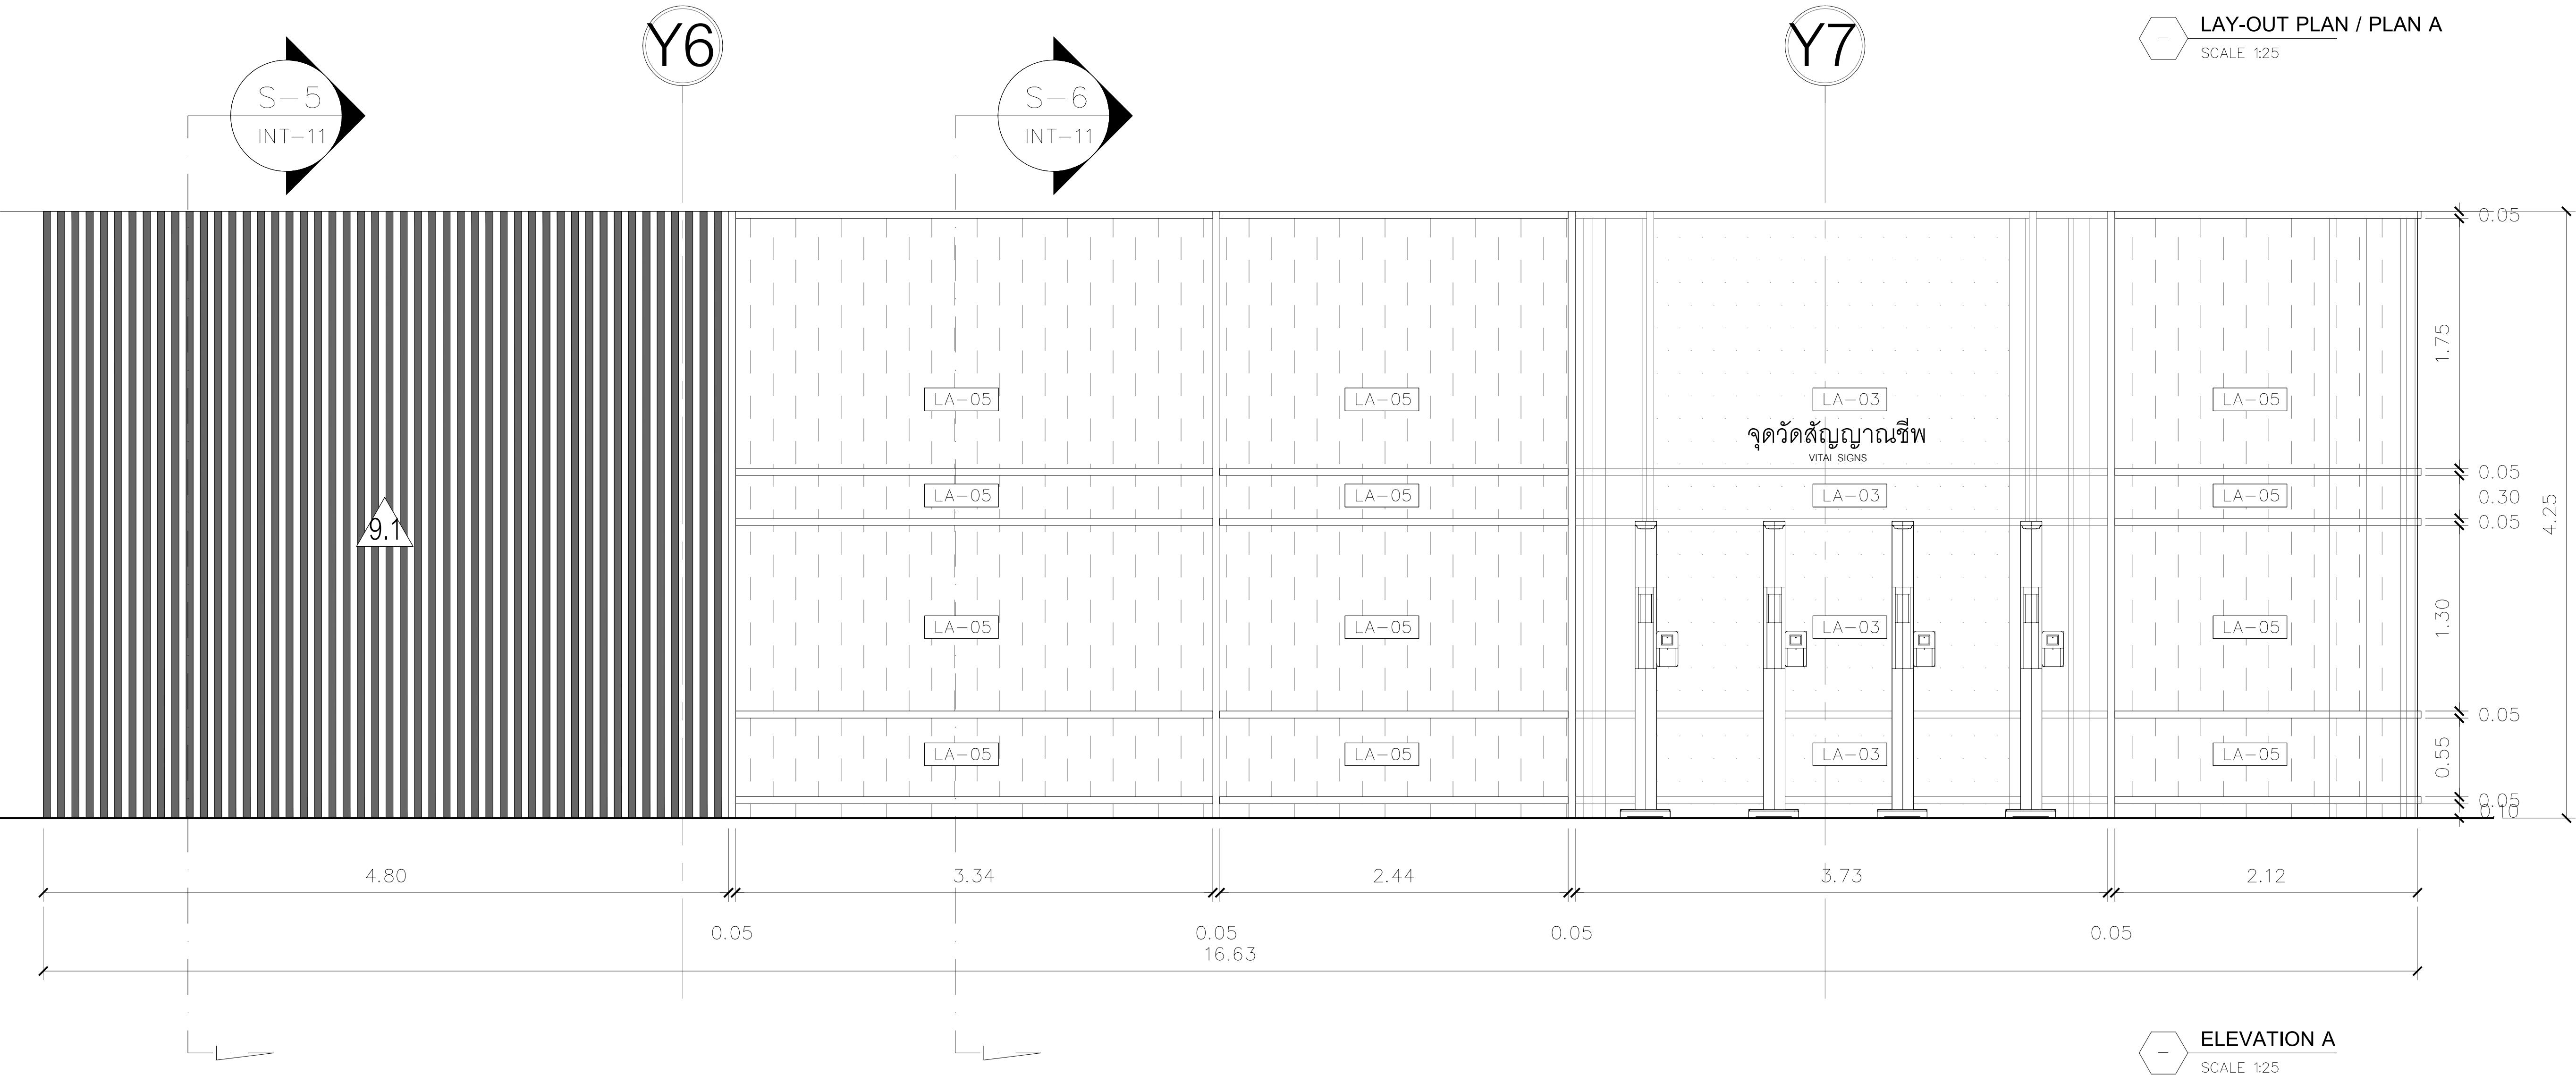 Y6
Y7
LAY-OUT PLAN / PLAN A
SCALE 1:25
S-5
INT-11
S-6
INT-11
0.05
1.75
LA-05
LA-05
LA-03
LA-05
จุดวัดสัญญาณชีพ
VITAL SIGNS
0.05
LA-05
LA-05
LA-03
LA-05
0.30
4.25
9.1
0.05
LA-05
LA-05
LA-03
LA-05
1.30
0.05
LA-05
LA-05
LA-03
LA-05
0.55
0.05
0.10
4.80
3.34
2.44
3.73
2.12
0.05
0.05
0.05
0.05
16.63
ELEVATION A
SCALE 1:25